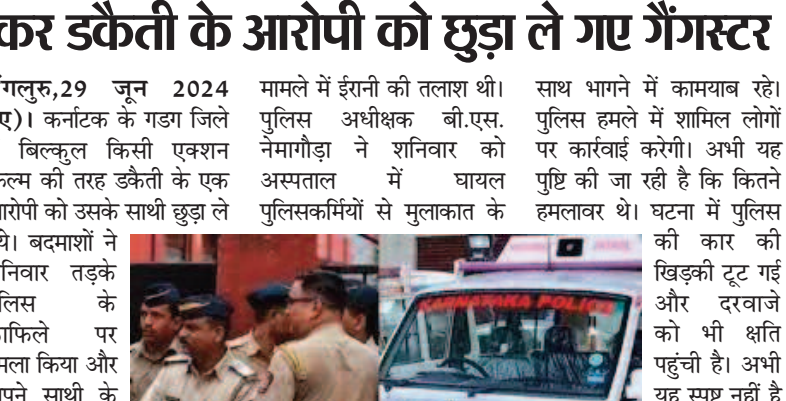 कर डकैती के आरोपी को छुड़ा ले गए गैंगस्टर
गलुरु,29 जून 2024
ए)। कर्नाटक के गडग जिले
बिल्कुल किसी एक्शन
ल्म की तरह डकैती के एक
रोपी को उसके साथी छुड़ा ले
ये। बदमाशों ने
निवार तड़के
लिस के
फिले पर
मला किया और
पने साथी के
मामले में ईरानी की तलाश थी।
पुलिस अधीक्षक बी.एस.
नेमागौड़ा ने शनिवार को
अस्पताल में घायल
पुलिसकर्मियों से मुलाकात के
साथ भागने में कामयाब रहे।
पुलिस हमले में शामिल लोगों
पर कार्रवाई करेगी। अभी यह
पुष्टि की जा रही है कि कितने
हमलावर थे। घटना में पुलिस
की कार की
खिड़की टूट गई
और दरवाजे
को भी क्षति
पहुंची है। अभी
यह स्पष्ट नहीं है
KARNATAKA POLICE